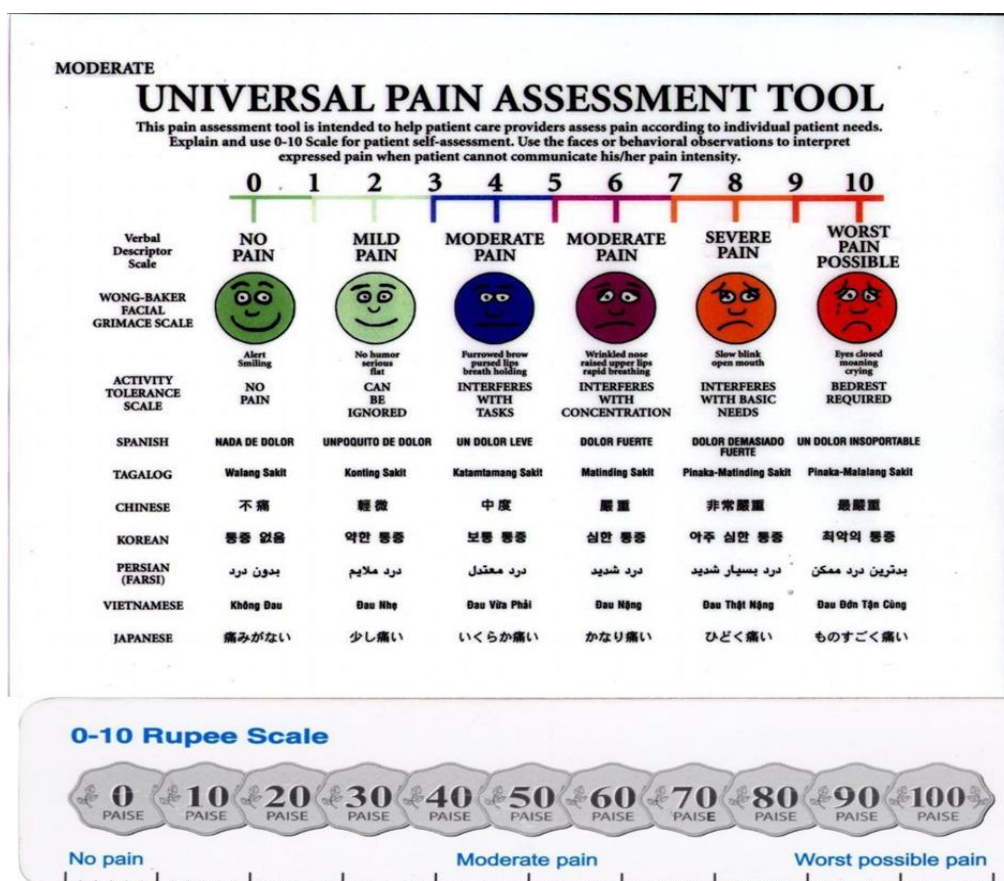 MODERATE
UNIVERSAL PAIN ASSESSMENT TOOL
This pain assessment tool is intended to help patient care providers assess pain according to individual patient needs.
Explain and use 0-10 Scale for patient self-assessment. Use the faces or behavioral observations to interpret
expressed pain when patient cannot communicate his/her pain intensity.
0 1 2 3 4 5 6 7 8 9 10
Verbal
Descriptor
Scale
NO
PAIN
MILD
PAIN
MODERATE
PAIN
MODERATE
PAIN
SEVERE
PAIN
WORST
PAIN
POSSIBLE
WONG-BAKER
FACIAL
GRIMACE SCALE
Alert
Smiling
No humor
serious
flat
Furrowed brow
pursed lips
breath holding
Wrinkled nose
raised upper lips
rapid breathing
Slow blink
open mouth
Eyes closed
moaning
crying
ACTIVITY
TOLERANCE
SCALE
NO
PAIN
CAN
BE
IGNORED
INTERFERES
WITH
TASKS
INTERFERES
WITH
CONCENTRATION
INTERFERES
WITH BASIC
NEEDS
BEDREST
REQUIRED
SPANISH NADA DE DOLOR UNPOQUITO DE DOLOR UN DOLOR LEVE DOLOR FUERTE DOLOR DEMASIADO FUERTE UN DOLOR INSOPORTABLE
TAGALOG Walang Sakit Konting Sakit Katamtamang Sakit Matinding Sakit Pinaka-Matinding Sakit Pinaka-Malalang Sakit
CHINESE 不痛 輕微 中度 嚴重 非常嚴重 最嚴重
KOREAN 통증 없음 약한 통증 보통 통증 심한 통증 아주 심한 통증 최악의 통증
PERSIAN
(FARSI)
بدون درد درد ملایم درد معتدل درد شدید درد بسیار شدید بدترین درد ممکن
VIETNAMESE Không Đau Đau Nhẹ Đau Vừa Phải Đau Nặng Đau Thật Nặng Đau Đớn Tận Cùng
JAPANESE 痛みがない 少し痛い いくらか痛い かなり痛い ひどく痛い ものすごく痛い
0-10 Rupee Scale
0 10 20 30 40 50 60 70 80 90 100
PAISE PAISE PAISE PAISE PAISE PAISE PAISE PAISE PAISE PAISE PAISE
No pain Moderate pain Worst possible pain